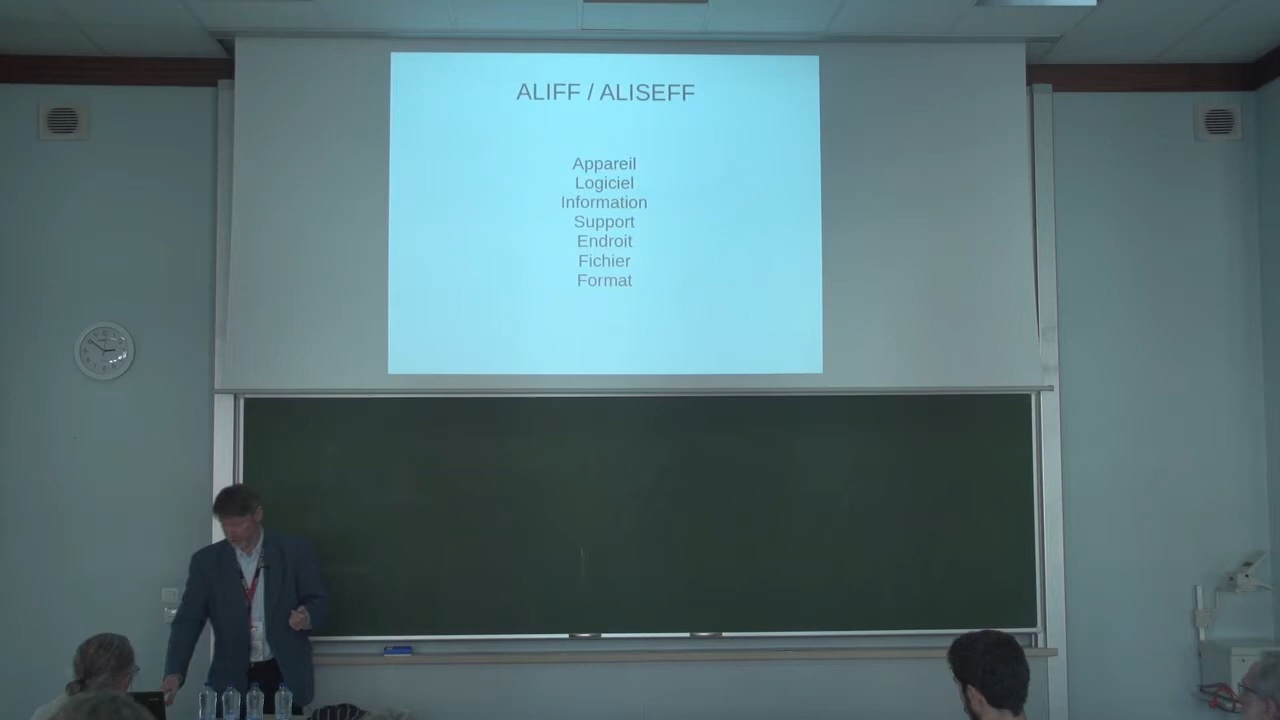 ALIFF / ALISEFF
Appareil
Logiciel
Information
Support
Endroit
Fichier
Format